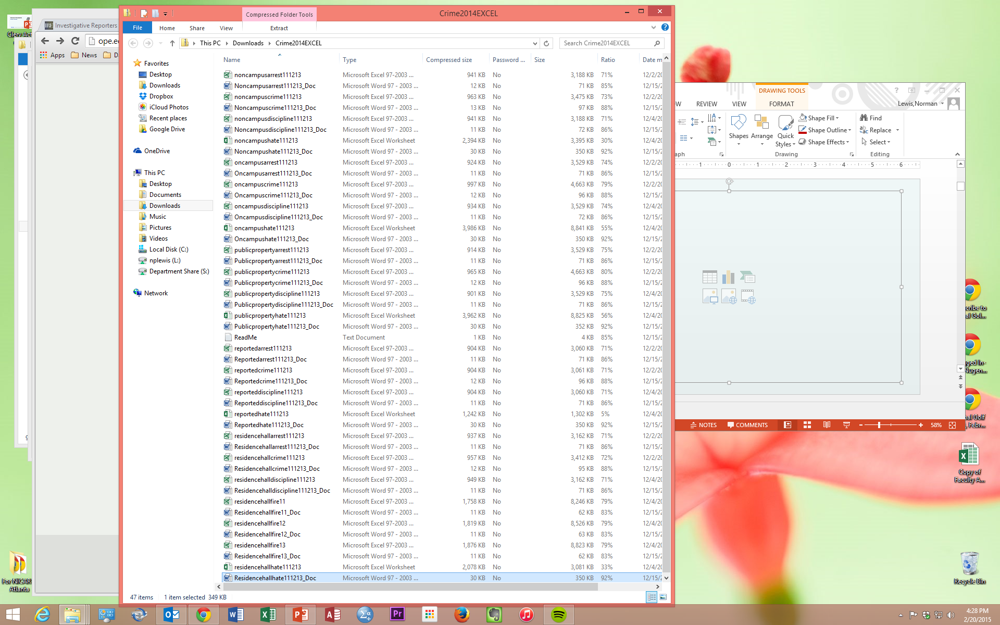 Compressed Folder Tools
Crime2014EXCEL
File Home Share View Extract
This PC Downloads Crime2014EXCEL
Search Crime2014EXCEL
Investigative Reporters
Apps News
Favorites
Desktop
Downloads
Dropbox
iCloud Photos
Recent places
Google Drive
OneDrive
This PC
Desktop
Documents
Downloads
Music
Pictures
Videos
Local Disk (C:)
nplewis (L:)
Department Share (S:)
Network
Name Type Compressed size Password ... Size Ratio Date m
noncampusarrest111213 Microsoft Excel 97-2003 ... 941 KB No 3,188 KB 71% 12/2/20
Noncampusarrest111213_Doc Microsoft Word 97 - 2003 ... 12 KB No 71 KB 85% 12/15/2
noncampuscrime111213 Microsoft Excel 97-2003 ... 963 KB No 3,475 KB 73% 12/2/20
Noncampuscrime111213_Doc Microsoft Word 97 - 2003 ... 13 KB No 97 KB 88% 12/15/2
noncampusdiscipline111213 Microsoft Excel 97-2003 ... 941 KB No 3,188 KB 71% 12/4/20
Noncampusdiscipline111213_Doc Microsoft Word 97 - 2003 ... 11 KB No 72 KB 86% 12/15/2
noncampushate111213 Microsoft Excel Worksheet 2,394 KB No 3,395 KB 30% 12/4/20
Noncampushate111213_Doc Microsoft Word 97 - 2003 ... 30 KB No 350 KB 92% 12/15/2
oncampusarrest111213 Microsoft Excel 97-2003 ... 924 KB No 3,529 KB 74% 12/2/20
Oncampusarrest111213_Doc Microsoft Word 97 - 2003 ... 11 KB No 71 KB 86% 12/15/2
oncampuscrime111213 Microsoft Excel 97-2003 ... 997 KB No 4,663 KB 79% 12/2/20
Oncampuscrime111213_Doc Microsoft Word 97 - 2003 ... 12 KB No 96 KB 88% 12/15/2
oncampusdiscipline111213 Microsoft Excel 97-2003 ... 934 KB No 3,529 KB 74% 12/4/20
Oncampusdiscipline111213_Doc Microsoft Word 97 - 2003 ... 11 KB No 72 KB 86% 12/15/2
oncampushate111213 Microsoft Excel Worksheet 3,986 KB No 8,841 KB 55% 12/4/20
Oncampushate111213_Doc Microsoft Word 97 - 2003 ... 30 KB No 350 KB 92% 12/15/2
publicpropertyarrest111213 Microsoft Excel 97-2003 ... 914 KB No 3,529 KB 75% 12/2/20
Publicpropertyarrest111213_Doc Microsoft Word 97 - 2003 ... 11 KB No 71 KB 86% 12/15/2
publicpropertycrime111213 Microsoft Excel 97-2003 ... 965 KB No 4,663 KB 80% 12/2/20
Publicpropertycrime111213_Doc Microsoft Word 97 - 2003 ... 12 KB No 96 KB 88% 12/15/2
publicpropertydiscipline111213 Microsoft Excel 97-2003 ... 901 KB No 3,529 KB 75% 12/4/20
Publicpropertydiscipline111213_Doc Microsoft Word 97 - 2003 ... 11 KB No 71 KB 86% 12/15/2
publicpropertyhate111213 Microsoft Excel Worksheet 3,962 KB No 8,825 KB 56% 12/4/20
Publicpropertyhate111213_Doc Microsoft Word 97 - 2003 ... 30 KB No 352 KB 92% 12/15/2
ReadMe Text Document 1 KB No 4 KB 85% 12/15/2
reportedarrest111213 Microsoft Excel 97-2003 ... 904 KB No 3,060 KB 71% 12/2/20
Reportedarrest111213_Doc Microsoft Word 97 - 2003 ... 11 KB No 71 KB 86% 12/15/2
reportedcrime111213 Microsoft Excel 97-2003 ... 904 KB No 3,061 KB 71% 12/2/20
Reportedcrime111213_Doc Microsoft Word 97 - 2003 ... 12 KB No 96 KB 88% 12/15/2
reporteddiscipline111213 Microsoft Excel 97-2003 ... 904 KB No 3,060 KB 71% 12/4/20
Reporteddiscipline111213_Doc Microsoft Word 97 - 2003 ... 11 KB No 71 KB 86% 12/15/2
reportedhate111213 Microsoft Excel Worksheet 1,242 KB No 1,302 KB 5% 12/4/20
Reportedhate111213_Doc Microsoft Word 97 - 2003 ... 30 KB No 350 KB 92% 12/15/2
residencehallarrest111213 Microsoft Excel 97-2003 ... 937 KB No 3,162 KB 71% 12/2/20
Residencehallarrest111213_Doc Microsoft Word 97 - 2003 ... 11 KB No 71 KB 86% 12/15/2
residencehallcrime111213 Microsoft Excel 97-2003 ... 957 KB No 3,412 KB 72% 12/2/20
Residencehallcrime111213_Doc Microsoft Word 97 - 2003 ... 12 KB No 95 KB 88% 12/15/2
residencehalldiscipline111213 Microsoft Excel 97-2003 ... 949 KB No 3,162 KB 71% 12/4/20
Residencehalldiscipline111213_Doc Microsoft Word 97 - 2003 ... 11 KB No 71 KB 86% 12/15/2
residencehallfire11 Microsoft Excel 97-2003 ... 1,758 KB No 8,246 KB 79% 12/4/20
Residencehallfire11_Doc Microsoft Word 97 - 2003 ... 11 KB No 62 KB 83% 12/15/2
residencehallfire12 Microsoft Excel 97-2003 ... 1,819 KB No 8,526 KB 79% 12/4/20
Residencehallfire12_Doc Microsoft Word 97 - 2003 ... 11 KB No 63 KB 83% 12/15/2
residencehallfire13 Microsoft Excel 97-2003 ... 1,876 KB No 8,823 KB 79% 12/4/20
Residencehallfire13_Doc Microsoft Word 97 - 2003 ... 11 KB No 62 KB 83% 12/15/2
residencehallhate111213 Microsoft Excel Worksheet 2,078 KB No 3,081 KB 33% 12/4/20
Residencehallhate111213_Doc Microsoft Word 97 - 2003 ... 30 KB No 350 KB 92% 12/15/2
47 items 1 item selected 349 KB
DRAWING TOOLS
REVIEW VIEW FORMAT
Lewis,Norman
Shapes Arrange Quick Styles
Shape Fill
Shape Outline
Shape Effects
Drawing
Find
Replace
Select
Editing
1 0 1 2 3 4 5 6
NOTES COMMENTS 58%
Copy of
Faculty A...
Recycle Bin
For NICAR
Atlanta
4:28 PM
2/20/2015